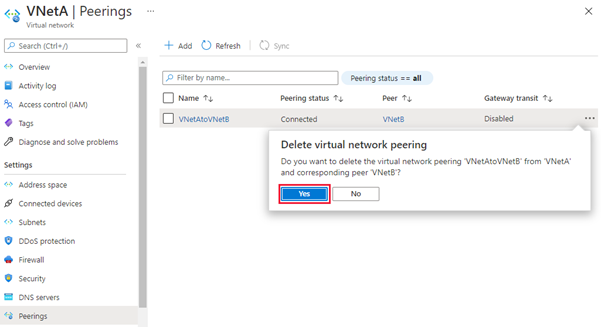 VNetA | Peerings ...
Virtual network
Search (Ctrl+/)
«
Overview
Activity log
Access control (IAM)
Tags
Diagnose and solve problems
Settings
Address space
Connected devices
Subnets
DDoS protection
Firewall
Security
DNS servers
Peerings
+ Add
Refresh
Sync
Filter by name...
Peering status == all
Name ↑↓
Peering status ↑↓
Peer ↑↓
Gateway transit ↑↓
VNetAtoVNetB
Connected
VNetB
Disabled
...
Delete virtual network peering
Do you want to delete the virtual network peering 'VNetAtoVNetB' from 'VNetA'
and corresponding peer 'VNetB'?
Yes
No